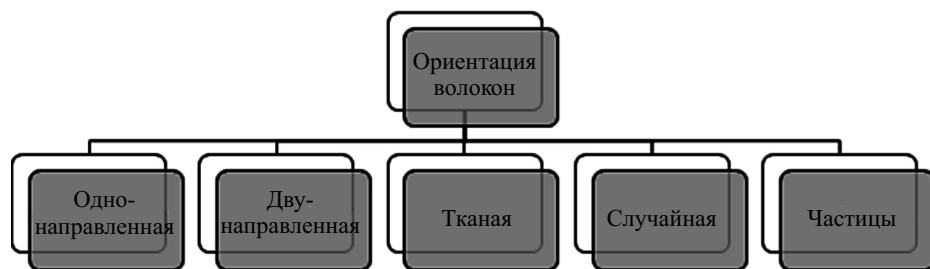 Ориентация
волокон
Одно-
направленная
Дву-
направленная
Тканая
Случайная
Частицы